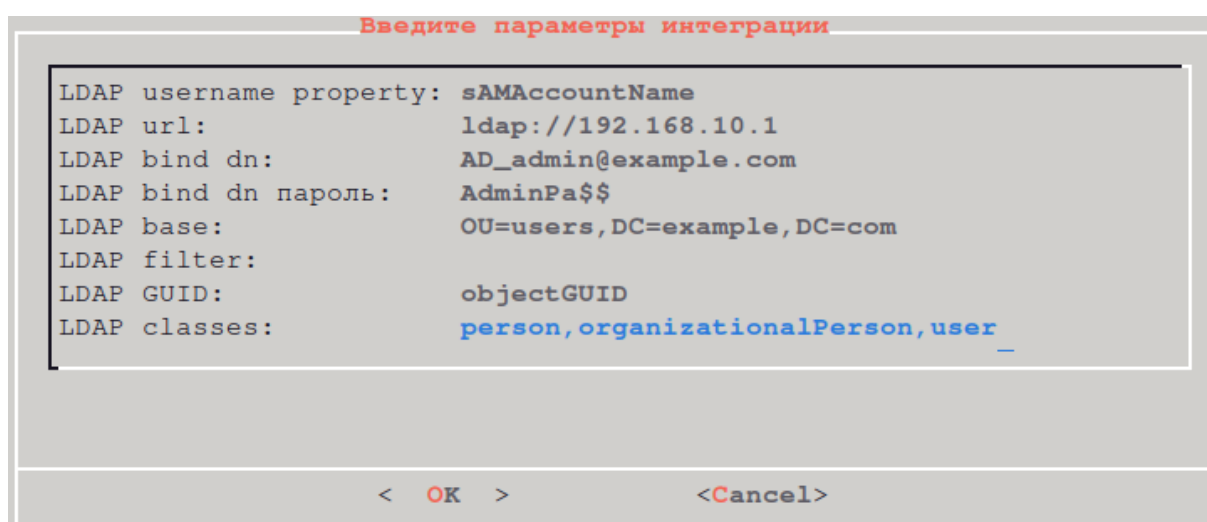 Введите параметры интеграции
LDAP username property: sAMAccountName
LDAP url: ldap://192.168.10.1
LDAP bind dn: AD_admin@example.com
LDAP bind dn пароль: AdminPa$$
LDAP base: OU=users,DC=example,DC=com
LDAP filter:
LDAP GUID: objectGUID
LDAP classes: person,organizationalPerson,user_
< OK > <Cancel>